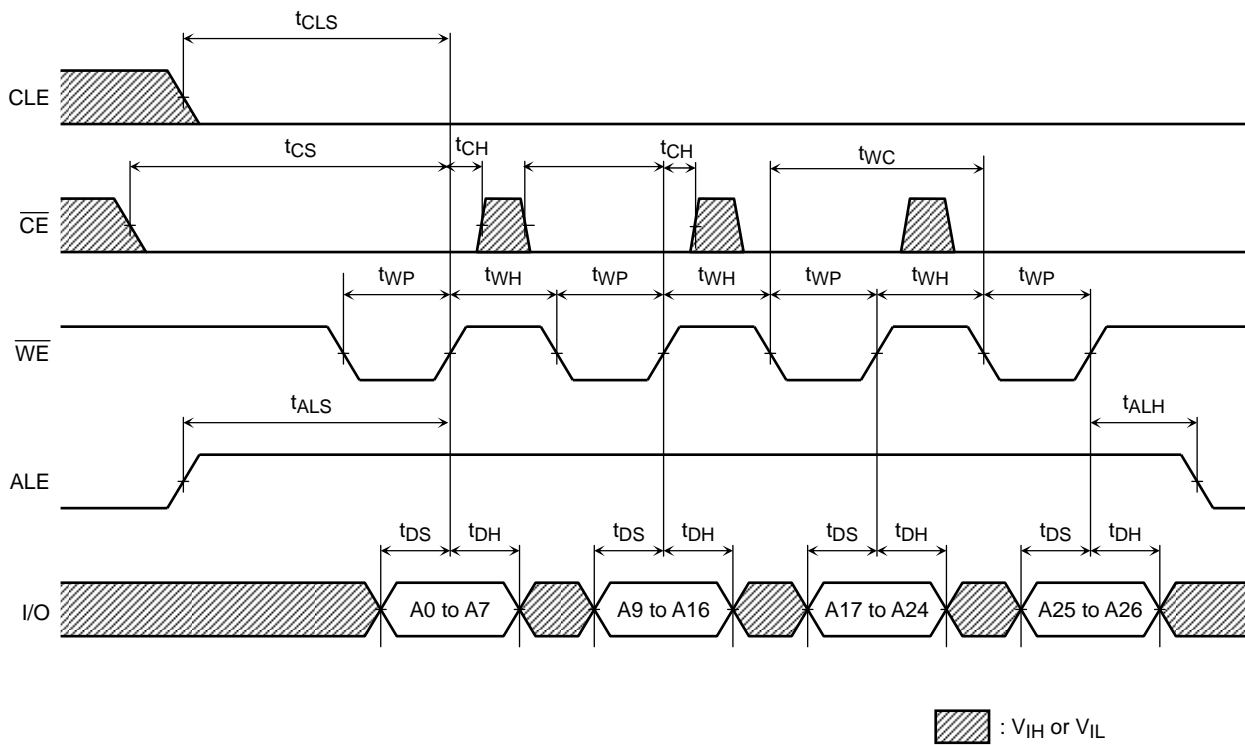 tCLS
CLE
tCS tCH tCH tWC
CE
tWP tWH tWP tWH tWP tWH tWP
WE
tALS tALH
ALE
tDS tDH tDS tDH tDS tDH tDS tDH
I/O A0 to A7 A9 to A16 A17 to A24 A25 to A26
: VIH or VIL